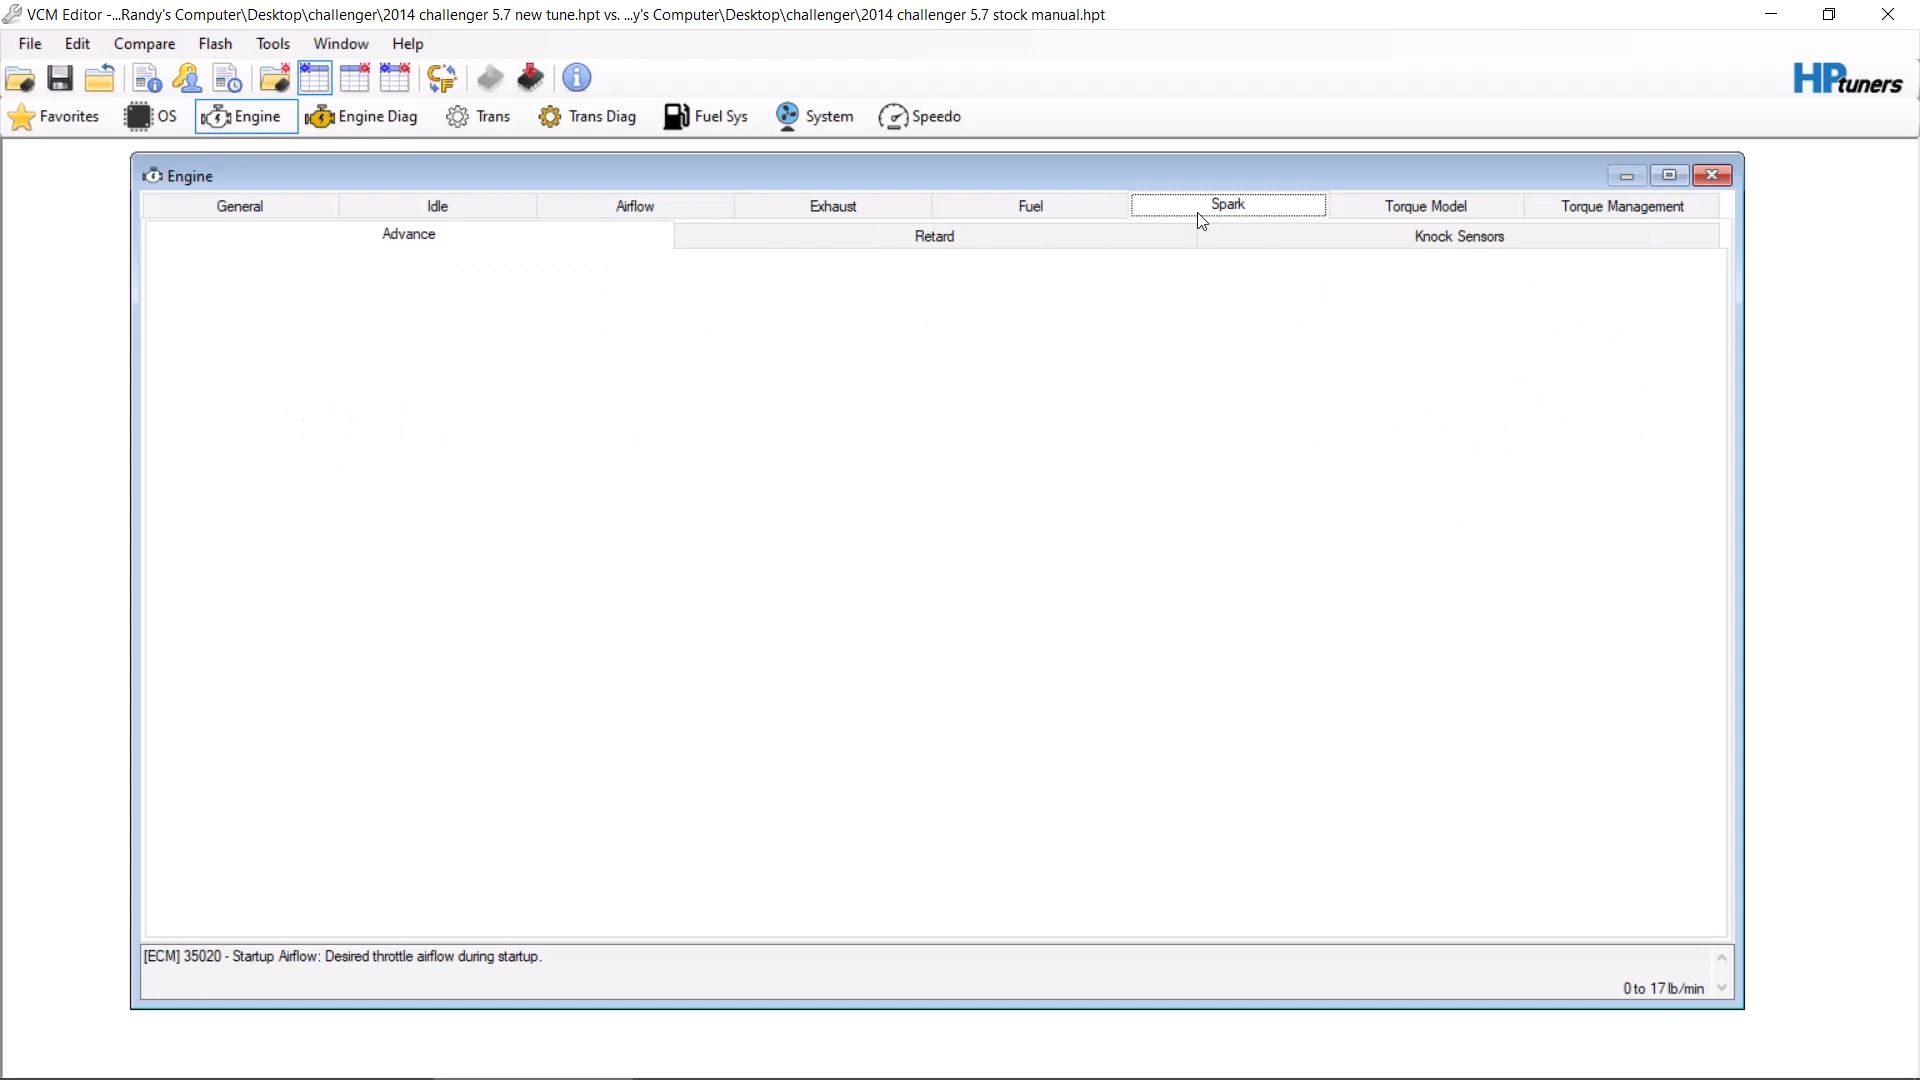 VCM Editor -...Randy's Computer\Desktop\challenger\2014 challenger 5.7 new tune.hpt vs. ...y's Computer\Desktop\challenger\2014 challenger 5.7 stock manual.hpt
File Edit Compare Flash Tools Window Help
HPtuners
Favorites OS Engine Engine Diag Trans Trans Diag Fuel Sys System Speedo
Engine
General Idle Airflow Exhaust Fuel Spark Torque Model Torque Management
Advance Retard Knock Sensors
[ECM] 35020 - Startup Airflow: Desired throttle airflow during startup.
0 to 17 lb/min